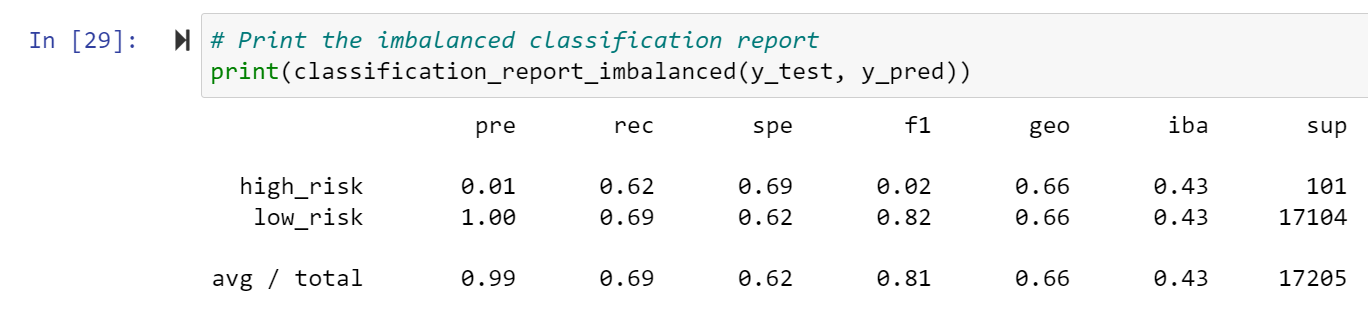 In [29]: # Print the imbalanced classification report
print(classification_report_imbalanced(y_test, y_pred))
pre rec spe f1 geo iba sup
high_risk 0.01 0.62 0.69 0.02 0.66 0.43 101
low_risk 1.00 0.69 0.62 0.82 0.66 0.43 17104
avg / total 0.99 0.69 0.62 0.81 0.66 0.43 17205